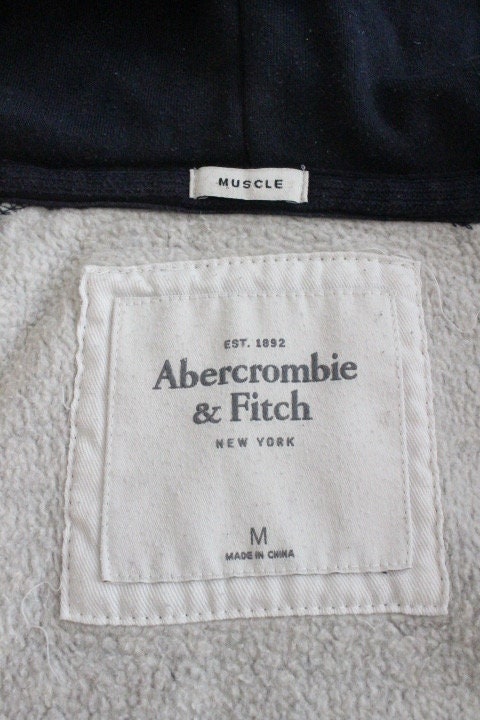 MUSCLE
EST. 1892
Abercrombie
& Fitch
NEW YORK
M
MADE IN CHINA